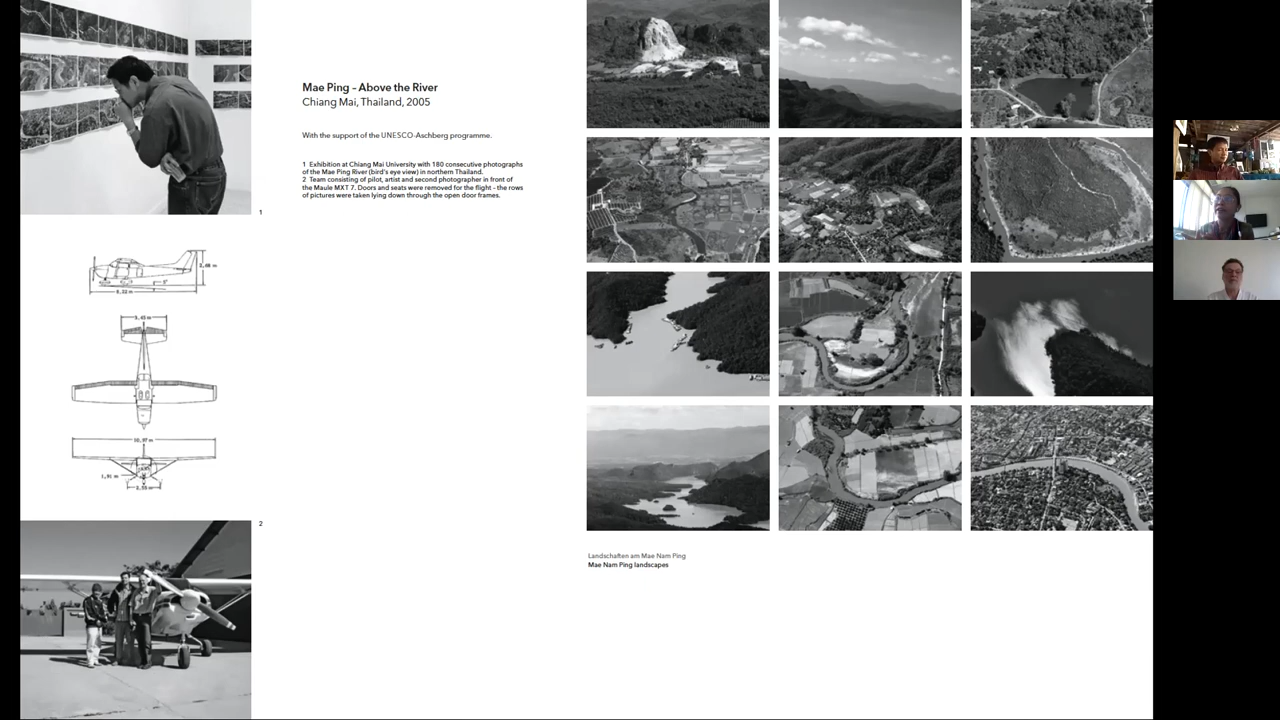 Mae Ping – Above the River
Chiang Mai, Thailand, 2005
With the support of the UNESCO-Aschberg programme.
1 Exhibition at Chiang Mai University with 180 consecutive photographs
of the Mae Ping River (bird's eye view) in northern Thailand.
2 Team consisting of pilot, artist and second photographer in front of
the Maule MXT 7. Doors and seats were removed for the flight – the rows
of pictures were taken lying down through the open door frames.
1
2
Landschaften am Mae Nam Ping
Mae Nam Ping landscapes